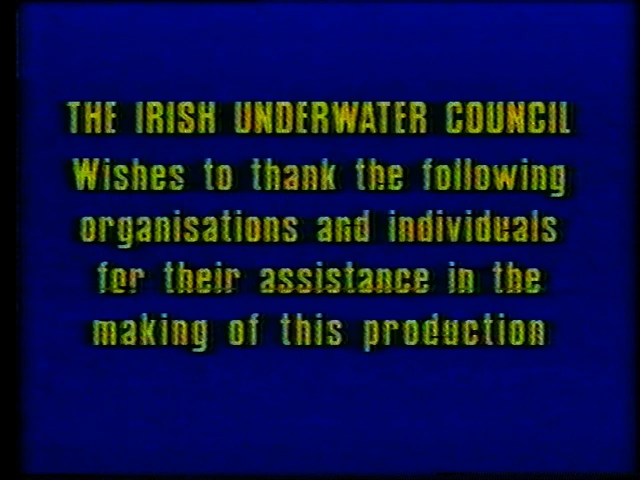 THE IRISH UNDERWATER COUNCIL
Wishes to thank the following
organisations and individuals
for their assistance in the
making of this production